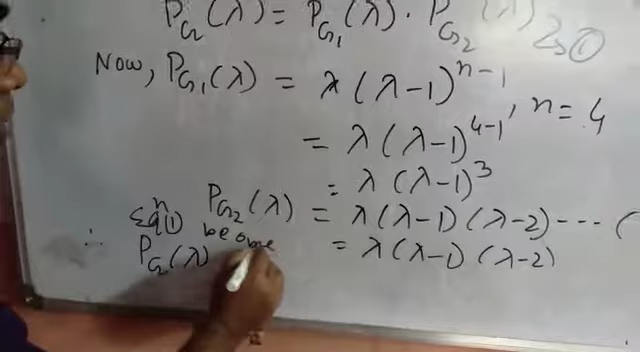 P_G(λ) = P_G₁(λ) · P_G₂(λ) ①
Now, P_G₁(λ) = λ(λ-1)^{n-1}, n = 4
= λ(λ-1)^{4-1}
= λ(λ-1)³
P_G₂(λ) = λ(λ-1)(λ-2)---(
= λ(λ-1)(λ-2)
∴ Eqⁿ① become
P_G(λ)